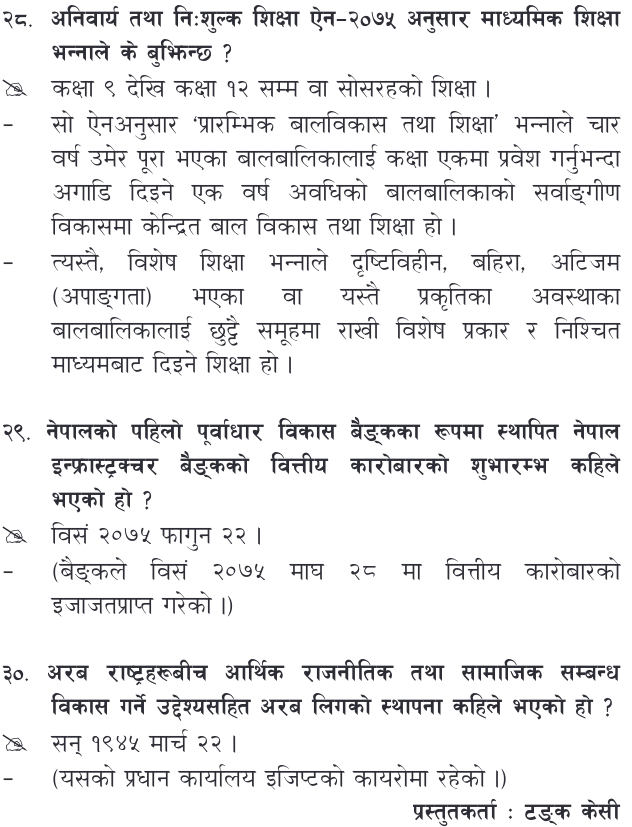 २८. अनिवार्य तथा निःशुल्क शिक्षा ऐन–२०७५ अनुसार माध्यमिक शिक्षा
भन्नाले के बुझिन्छ ?
कक्षा ९ देखि कक्षा १२ सम्म वा सोसरहको शिक्षा ।
– सो ऐनअनुसार ‘प्रारम्भिक बालविकास तथा शिक्षा’ भन्नाले चार
वर्ष उमेर पूरा भएका बालबालिकालाई कक्षा एकमा प्रवेश गर्नुभन्दा
अगाडि दिइने एक वर्ष अवधिको बालबालिकाको सर्वाङ्गीण
विकासमा केन्द्रित बाल विकास तथा शिक्षा हो ।
– त्यस्तै, विशेष शिक्षा भन्नाले दृष्टिविहीन, बहिरा, अटिजम
(अपाङ्गता) भएका वा यस्तै प्रकृतिका अवस्थाका
बालबालिकालाई छुट्टै समूहमा राखी विशेष प्रकार र निश्चित
माध्यमबाट दिइने शिक्षा हो ।
२९. नेपालको पहिलो पूर्वाधार विकास बैङ्कका रूपमा स्थापित नेपाल
इन्फ्रास्ट्रक्चर बैङ्कको वित्तीय कारोबारको शुभारम्भ कहिले
भएको हो ?
विसं २०७५ फागुन २२ ।
– (बैङ्कले विसं २०७५ माघ २८ मा वित्तीय कारोबारको
इजाजतप्राप्त गरेको ।)
३०. अरब राष्ट्रहरूबीच आर्थिक राजनीतिक तथा सामाजिक सम्बन्ध
विकास गर्ने उद्देश्यसहित अरब लिगको स्थापना कहिले भएको हो ?
सन् १९४५ मार्च २२ ।
– (यसको प्रधान कार्यालय इजिप्टको कायरोमा रहेको ।)
प्रस्तुतकर्ता : टङ्क केसी